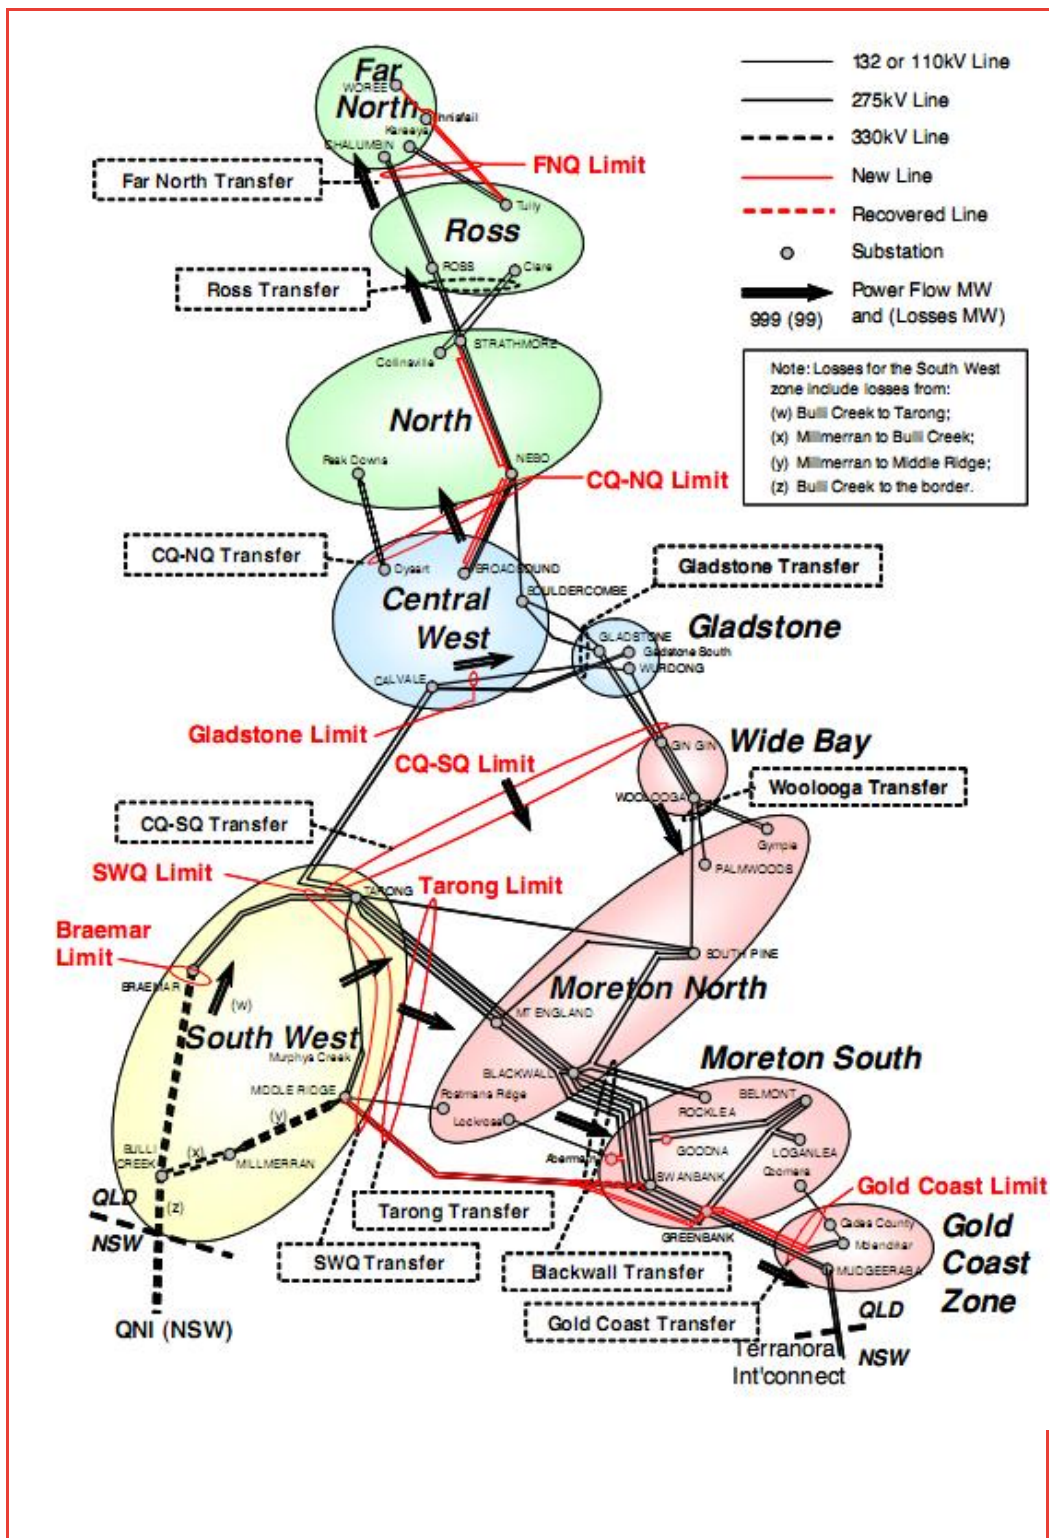 Far
WOREE
North
Innisfail
Kareeya
CHALUMBIN
Far North Transfer
FNQ Limit
Tully
Ross
ROSS
Clare
Ross Transfer
STRATHMORE
Collinsville
North
Peak Downs
NEBO
CQ-NQ Limit
CQ-NQ Transfer
Dysart
BROADSOUND
Central
West
BOULDERCOMBE
Gladstone Transfer
Gladstone
GLADSTONE
Gladstone South
WURDONG
CALVALE
Gladstone Limit
CQ-SQ Limit
Wide Bay
GIN GIN
WOOLOOGA
Woolooga Transfer
Gympie
PALMWOODS
CQ-SQ Transfer
SWQ Limit
TARONG
Tarong Limit
Braemar
Limit
BRAEMAR
(w)
South West
SOUTH PINE
Moreton North
MT ENGLAND
Murphys Creek
MIDDLE RIDGE
(y)
BLACKWALL
Postmans Ridge
Lockrose
Moreton South
BELMONT
ROCKLEA
GOODNA
LOGANLEA
Abermain
SWANBANK
Coomera
BULLI
CREEK
(x)
MILLMERRAN
(z)
QLD
NSW
QNI (NSW)
Tarong Transfer
SWQ Transfer
GREENBANK
Blackwall Transfer
Gold Coast Transfer
Gold Coast Limit
Cades County
Molendinar
MUDGEERABA
Gold
Coast
Zone
QLD
NSW
Terranora
Int'connect
132 or 110kV Line
275kV Line
330kV Line
New Line
Recovered Line
Substation
Power Flow MW
and (Losses MW)
999 (99)
Note: Losses for the South West
zone include losses from:
(w) Bulli Creek to Tarong;
(x) Millmerran to Bulli Creek;
(y) Millmerran to Middle Ridge;
(z) Bulli Creek to the border.